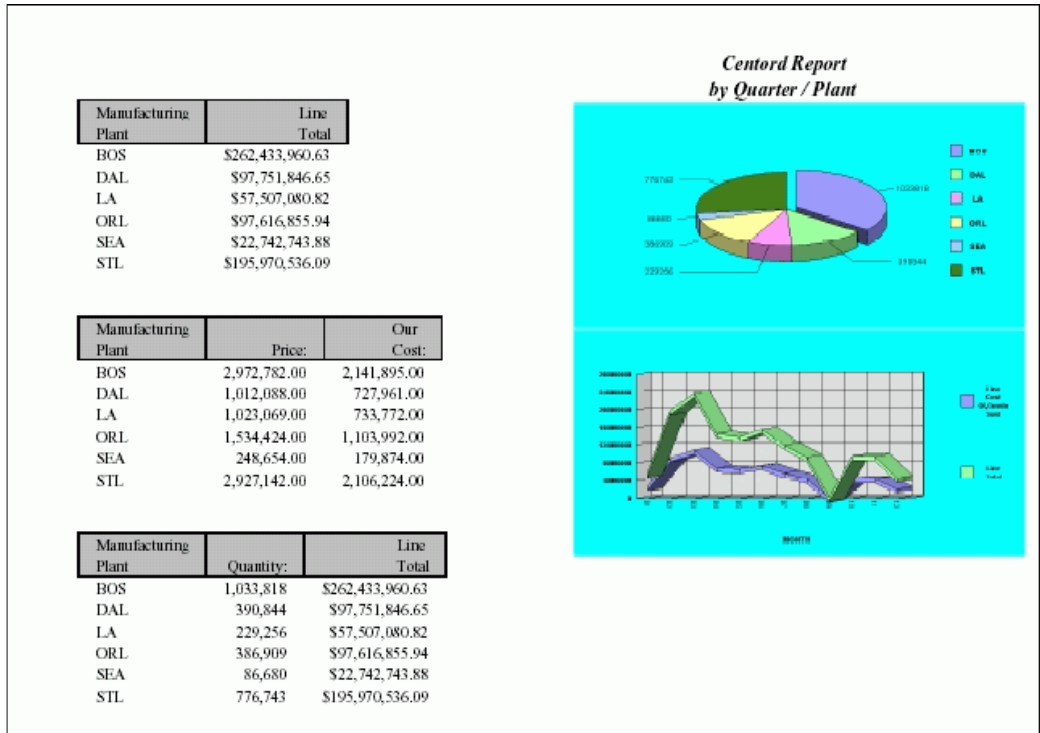 Centord Report
by Quarter / Plant
Manufacturing Line
Plant Total
BOS $262,433,960.63
DAL $97,751,846.65
LA $57,507,080.82
ORL $97,616,855.94
SEA $22,742,743.88
STL $195,970,536.09
Manufacturing Our
Plant Price: Cost:
BOS 2,972,782.00 2,141,895.00
DAL 1,012,088.00 727,961.00
LA 1,023,069.00 733,772.00
ORL 1,534,424.00 1,103,992.00
SEA 248,654.00 179,874.00
STL 2,927,142.00 2,106,224.00
Manufacturing Line
Plant Quantity: Total
BOS 1,033,818 $262,433,960.63
DAL 390,844 $97,751,846.65
LA 229,256 $57,507,080.82
ORL 386,909 $97,616,855.94
SEA 86,680 $22,742,743.88
STL 776,743 $195,970,536.09
776743
1033818
229256
BOS
DAL
LA
ORL
SEA
STL
Line
Cost
Line
Total
MONTH